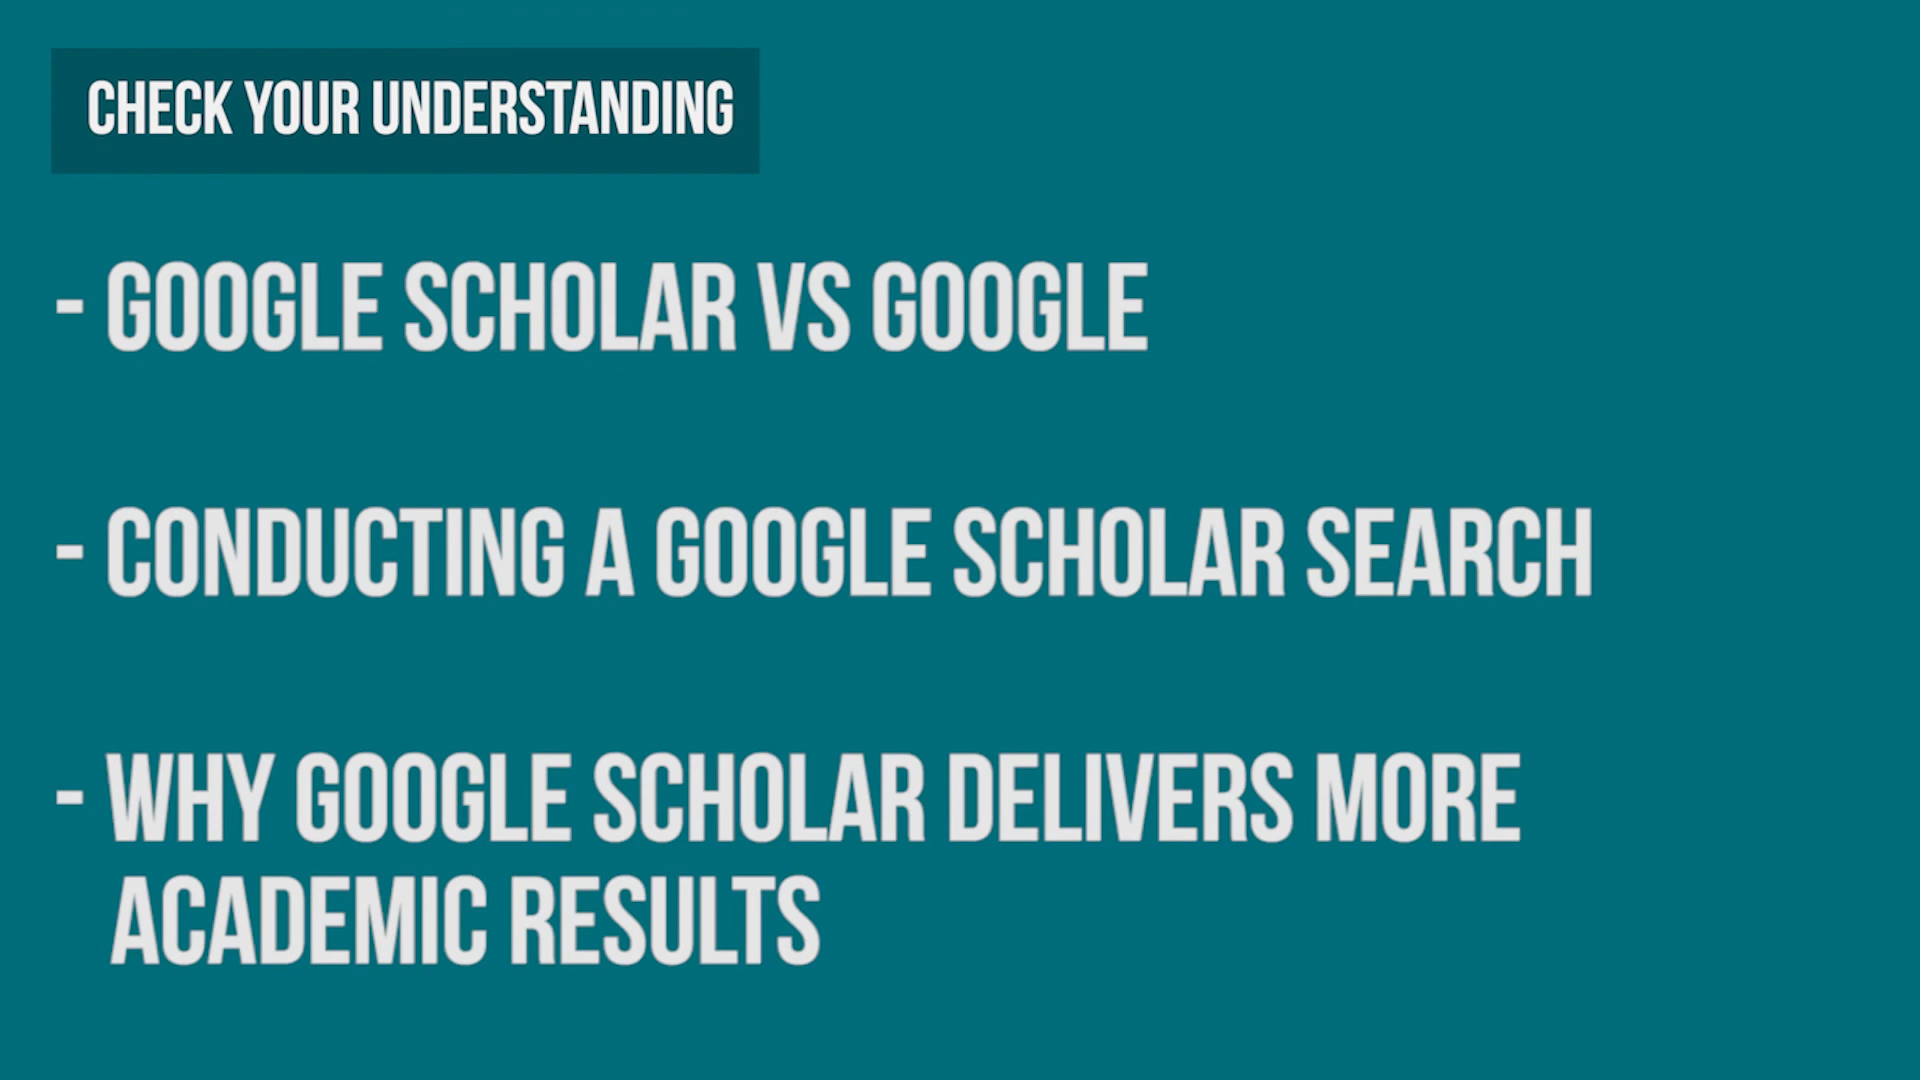 CHECK YOUR UNDERSTANDING
- GOOGLE SCHOLAR VS GOOGLE
- CONDUCTING A GOOGLE SCHOLAR SEARCH
- WHY GOOGLE SCHOLAR DELIVERS MORE
ACADEMIC RESULTS